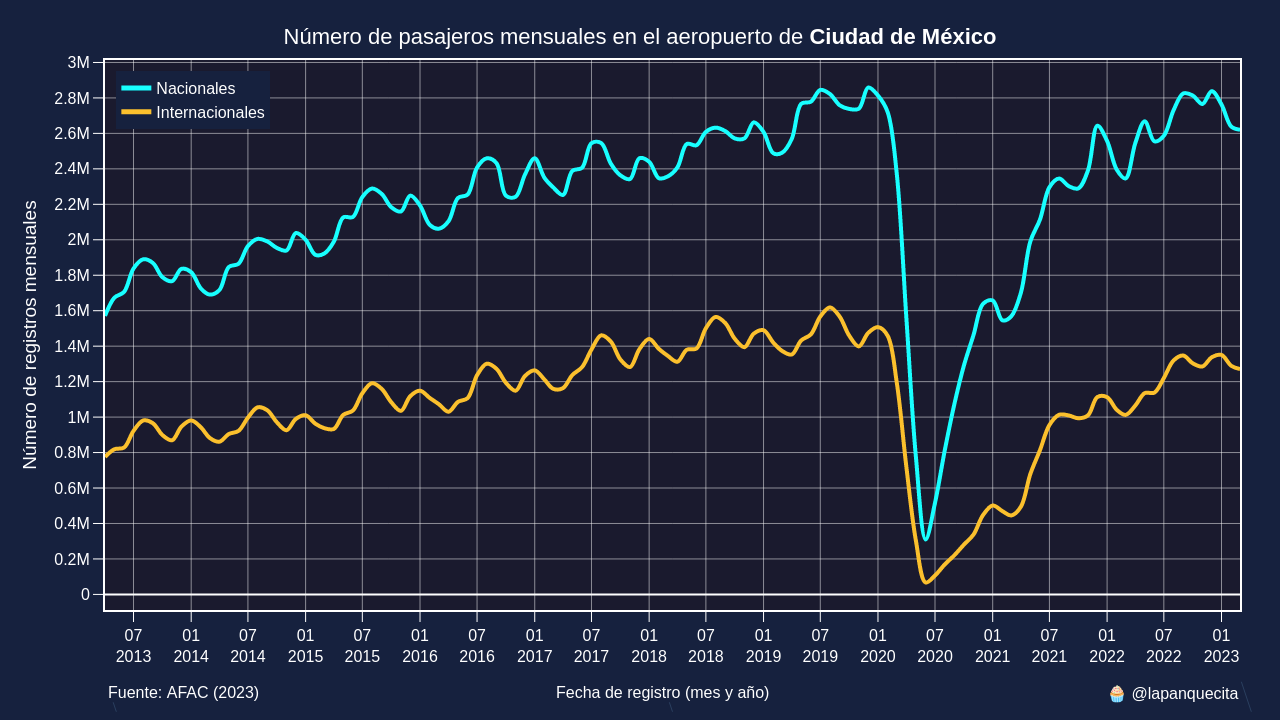 Número de pasajeros mensuales en el aeropuerto de Ciudad de México
Nacionales
Internacionales
Número de registros mensuales
3M
2.8M
2.6M
2.4M
2.2M
2M
1.8M
1.6M
1.4M
1.2M
1M
0.8M
0.6M
0.4M
0.2M
0
07 01 07 01 07 01 07 01 07 01 07 01 07 01 07 01 07 01 07 01
2013 2014 2014 2015 2015 2016 2016 2017 2017 2018 2018 2019 2019 2020 2020 2021 2021 2022 2022 2023
Fuente: AFAC (2023) Fecha de registro (mes y año) 🧁 @lapanquecita